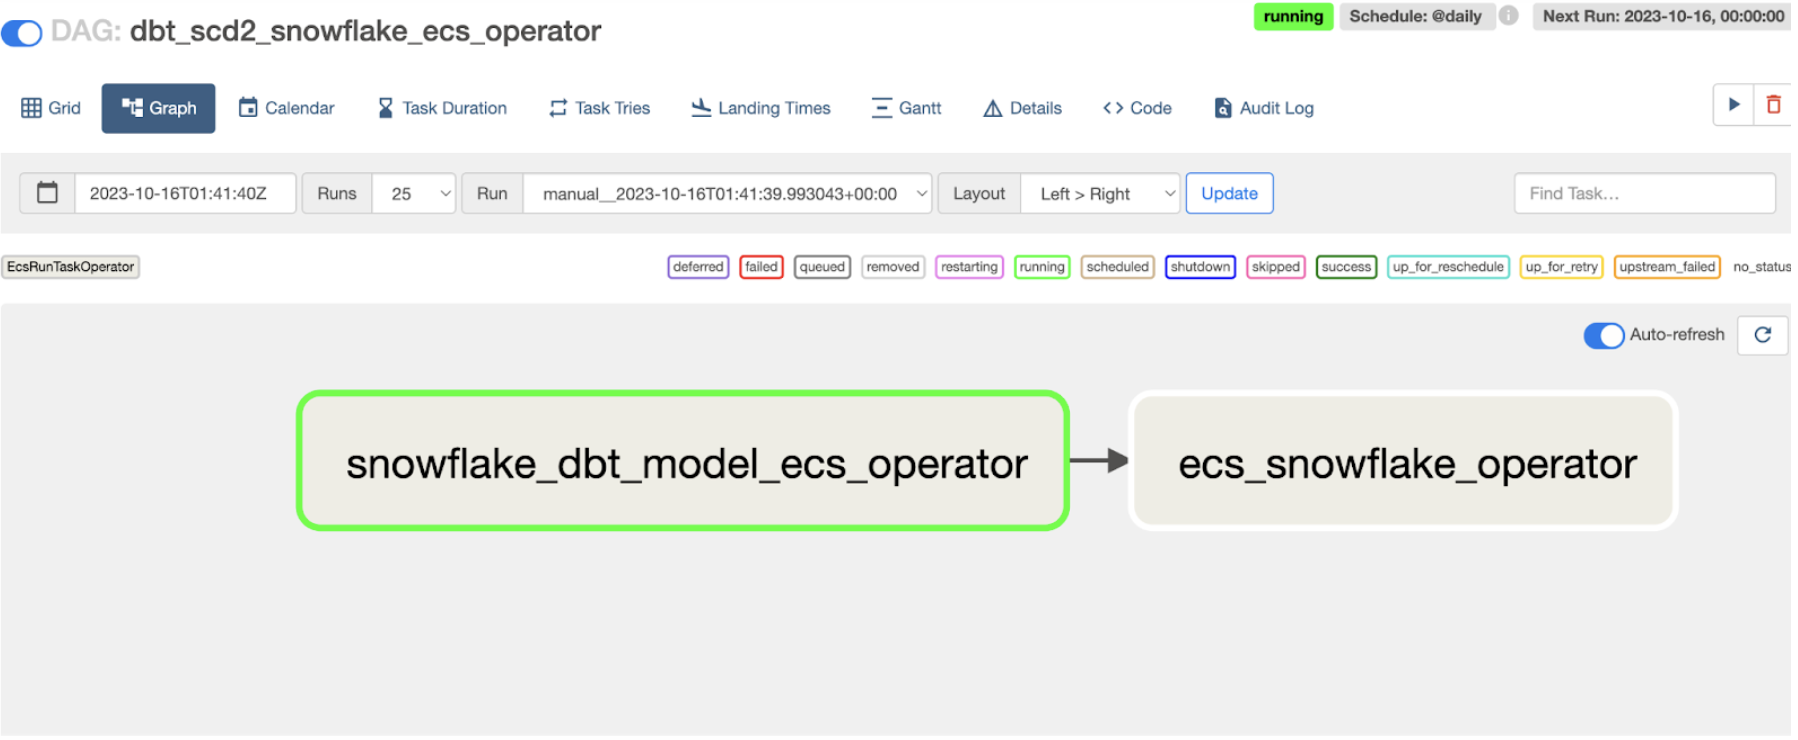 DAG: dbt_scd2_snowflake_ecs_operator
running Schedule: @daily Next Run: 2023-10-16, 00:00:00
Grid Graph Calendar Task Duration Task Tries Landing Times Gantt Details Code Audit Log
2023-10-16T01:41:40Z Runs 25 Run manual__2023-10-16T01:41:39.993043+00:00 Layout Left > Right Update Find Task...
EcsRunTaskOperator deferred failed queued removed restarting running scheduled shutdown skipped success up_for_reschedule up_for_retry upstream_failed no_status
Auto-refresh
snowflake_dbt_model_ecs_operator ecs_snowflake_operator